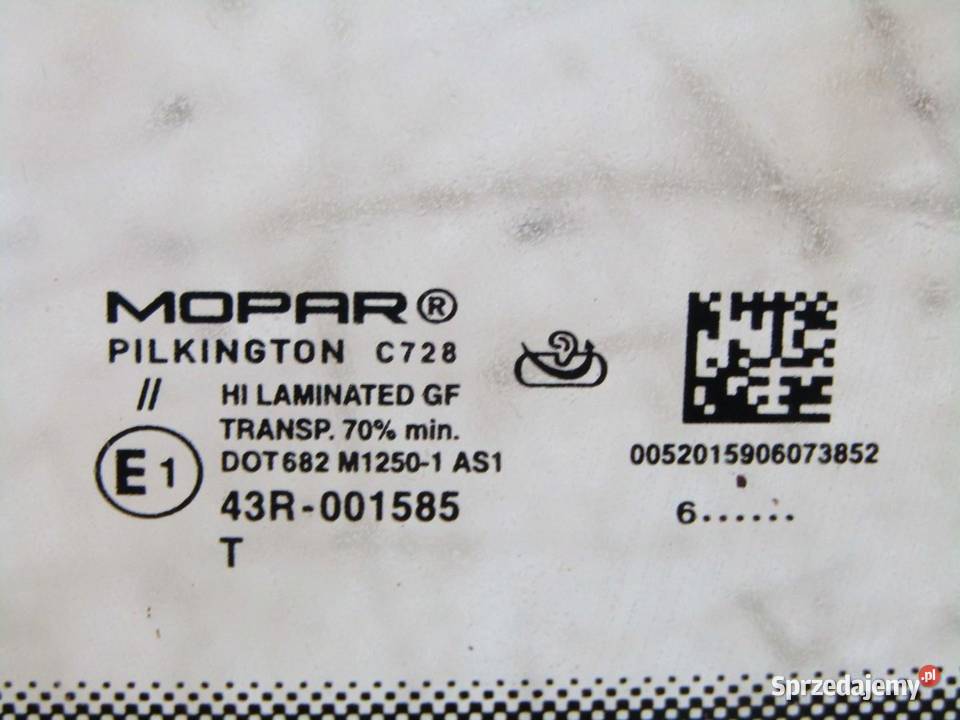 MOPAR®
PILKINGTON C728
//
HI LAMINATED GF
TRANSP. 70% min.
DOT682 M1250-1 AS1
E1
43R-001585
T
0052015906073852
6......
Sprzedajemy.pl